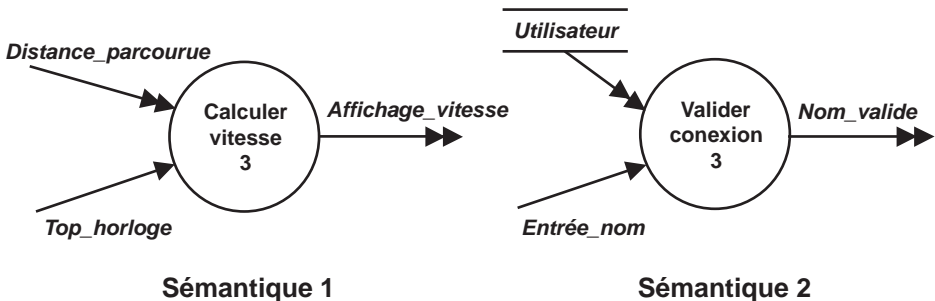 Distance_parcourue
Calculer
vitesse
3
Affichage_vitesse
Top_horloge
Sémantique 1
Utilisateur
Valider
conexion
3
Nom_valide
Entrée_nom
Sémantique 2